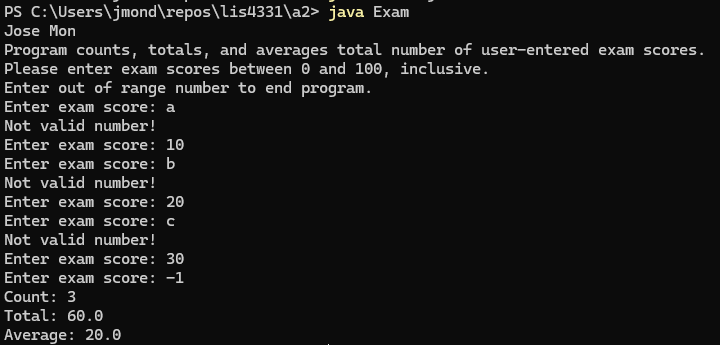 PS C:\Users\jmond\repos\lis4331\a2> java Exam
Jose Mon
Program counts, totals, and averages total number of user-entered exam scores.
Please enter exam scores between 0 and 100, inclusive.
Enter out of range number to end program.
Enter exam score: a
Not valid number!
Enter exam score: 10
Enter exam score: b
Not valid number!
Enter exam score: 20
Enter exam score: c
Not valid number!
Enter exam score: 30
Enter exam score: -1
Count: 3
Total: 60.0
Average: 20.0